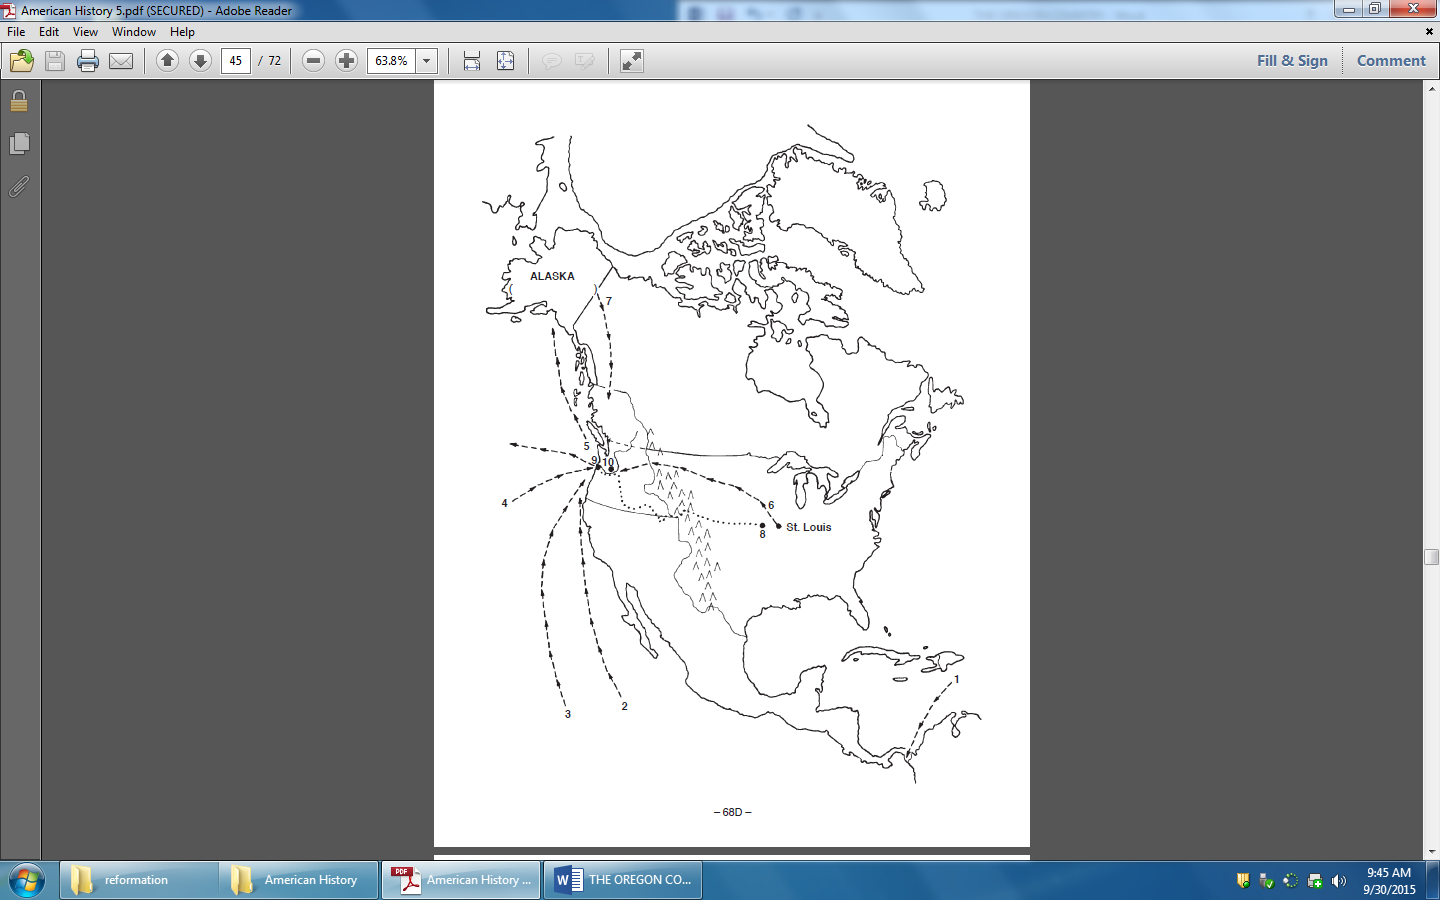 American History 5.pdf (SECURED) - Adobe Reader
File Edit View Window Help
45 / 72 63.8% Fill & Sign Comment
ALASKA
7
5
9 10
4
6
St. Louis
8
1
2
3
– 68D –
reformation American History American History ... THE OREGON CO... 9:45 AM
9/30/2015